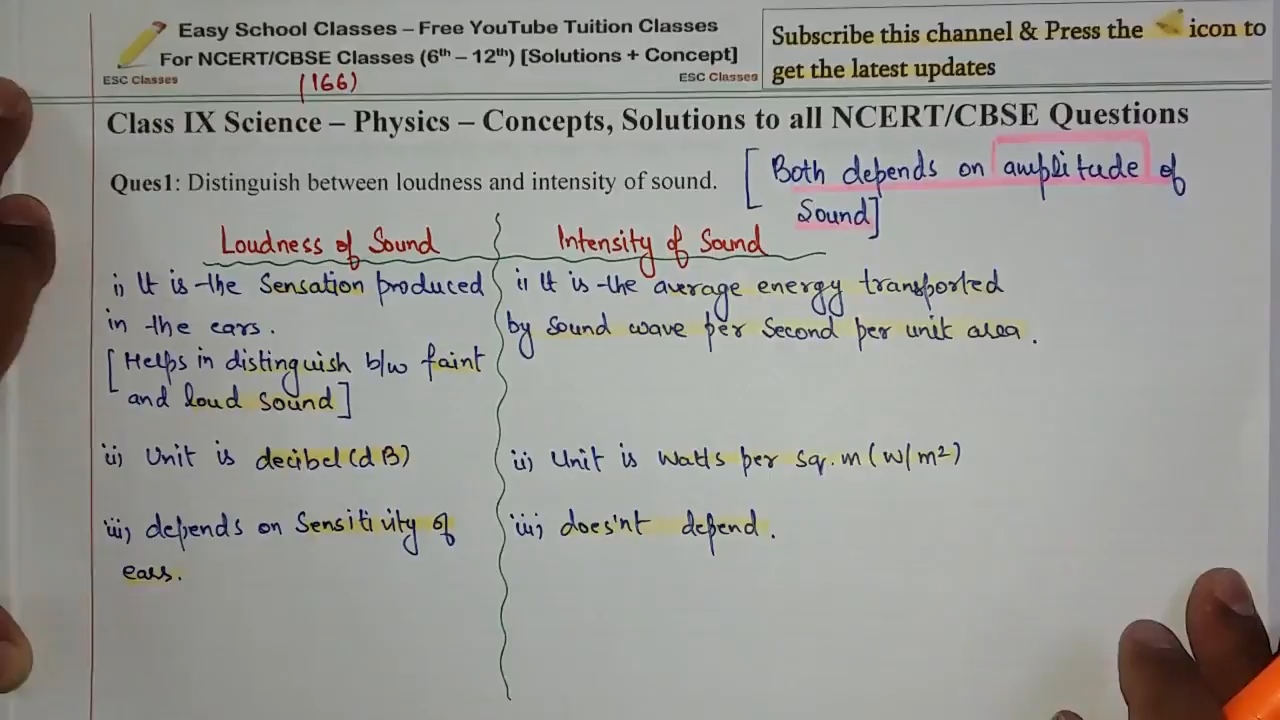 Easy School Classes – Free YouTube Tuition Classes
For NCERT/CBSE Classes (6th – 12th) [Solutions + Concept]
ESC Classes
ESC Classes
(166)
Subscribe this channel & Press the icon to
get the latest updates
Class IX Science – Physics – Concepts, Solutions to all NCERT/CBSE Questions
Ques1: Distinguish between loudness and intensity of sound.
[Both depends on amplitude of
Sound]
Loudness of Sound
i) It is the Sensation produced
in the ears.
[Helps in distinguish b/w faint
and loud sound]
ii) Unit is decibel (dB)
iii) depends on Sensitivity of
ears.
Intensity of Sound
i) It is the average energy transported
by sound wave per second per unit area.
ii) Unit is watts per sq. m (w/m²)
iii) does'nt depend.